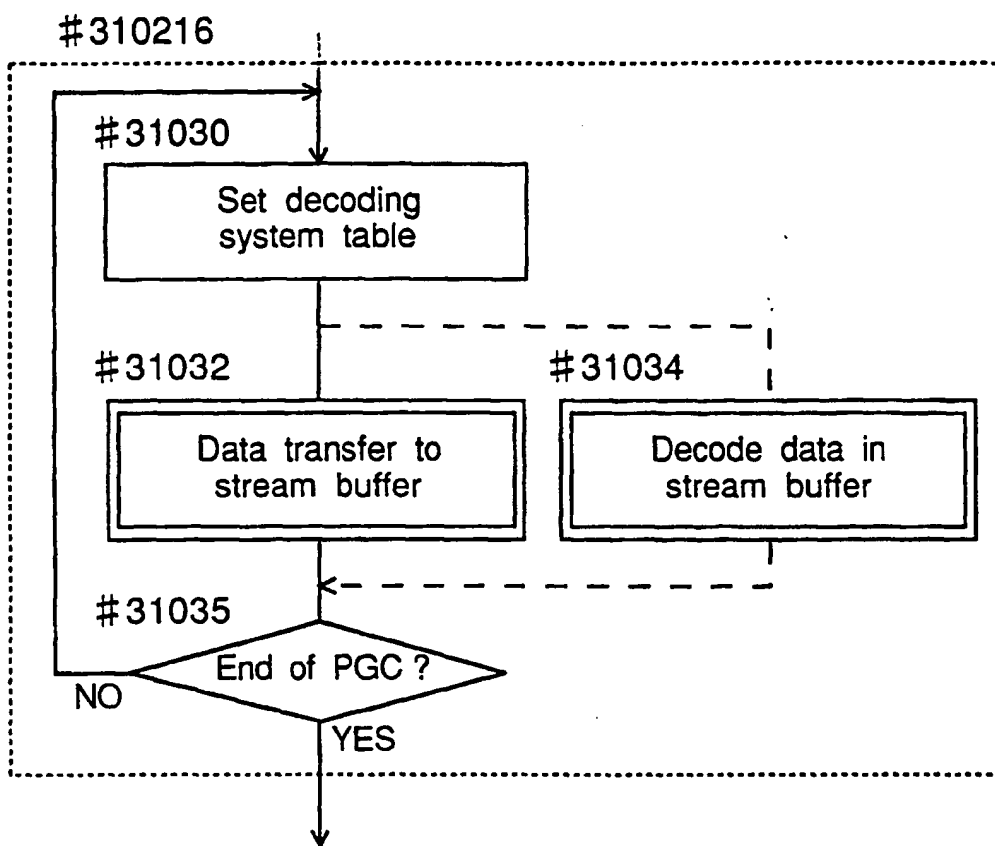 #310216
#31030
Set decoding
system table
#31032
#31034
Data transfer to
stream buffer
Decode data in
stream buffer
#31035
End of PGC ?
NO
YES